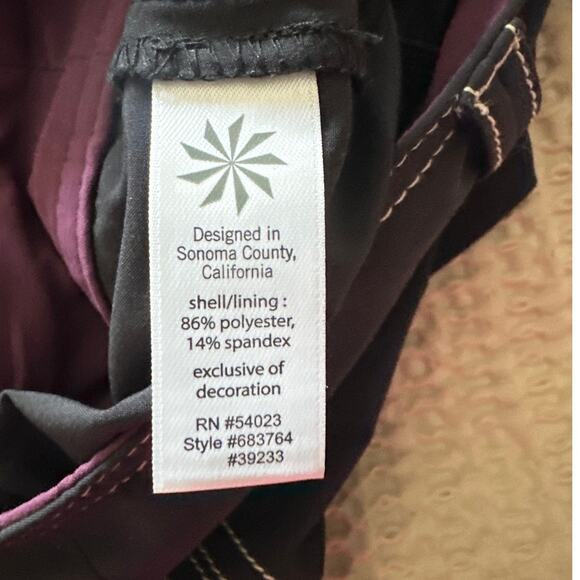 Designed in
Sonoma County,
California
shell/lining :
86% polyester,
14% spandex
exclusive of
decoration
RN #54023
Style #683764
#39233